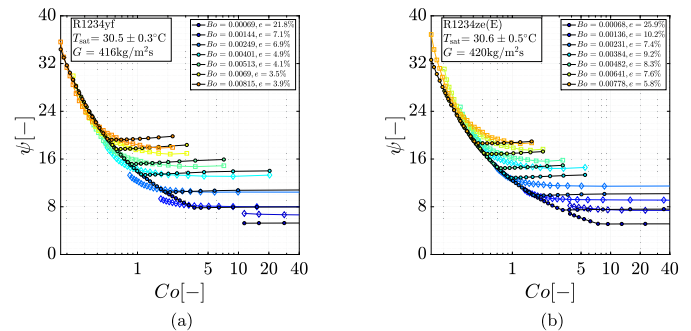 R1234yf
T_sat = 30.5 ± 0.3°C
G = 416kg/m²s
Bo = 0.00069, e = 21.8%
Bo = 0.00144, e = 7.1%
Bo = 0.00249, e = 6.9%
Bo = 0.00401, e = 4.9%
Bo = 0.00513, e = 4.1%
Bo = 0.0069, e = 3.5%
Bo = 0.00815, e = 3.9%
40
32
24
16
8
0
ψ[−]
1
5
10
20
40
Co[−]
(a)
R1234ze(E)
T_sat = 30.6 ± 0.5°C
G = 420kg/m²s
Bo = 0.00068, e = 25.9%
Bo = 0.00136, e = 10.2%
Bo = 0.00231, e = 7.4%
Bo = 0.00384, e = 9.2%
Bo = 0.00482, e = 8.3%
Bo = 0.00641, e = 7.6%
Bo = 0.00778, e = 5.8%
40
32
24
16
8
0
ψ[−]
1
5
10
20
40
Co[−]
(b)